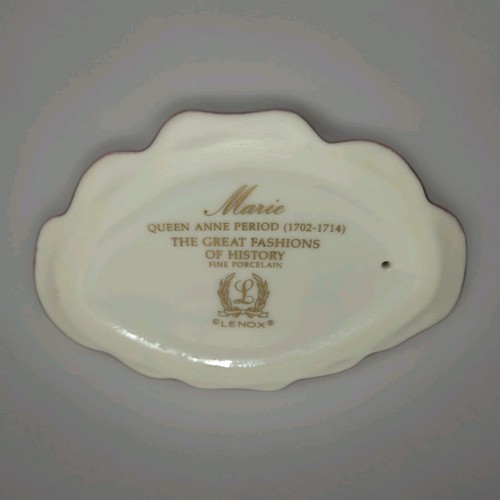 Marie
QUEEN ANNE PERIOD (1702-1714)
THE GREAT FASHIONS
OF HISTORY
FINE PORCELAIN
L
©LENOX®